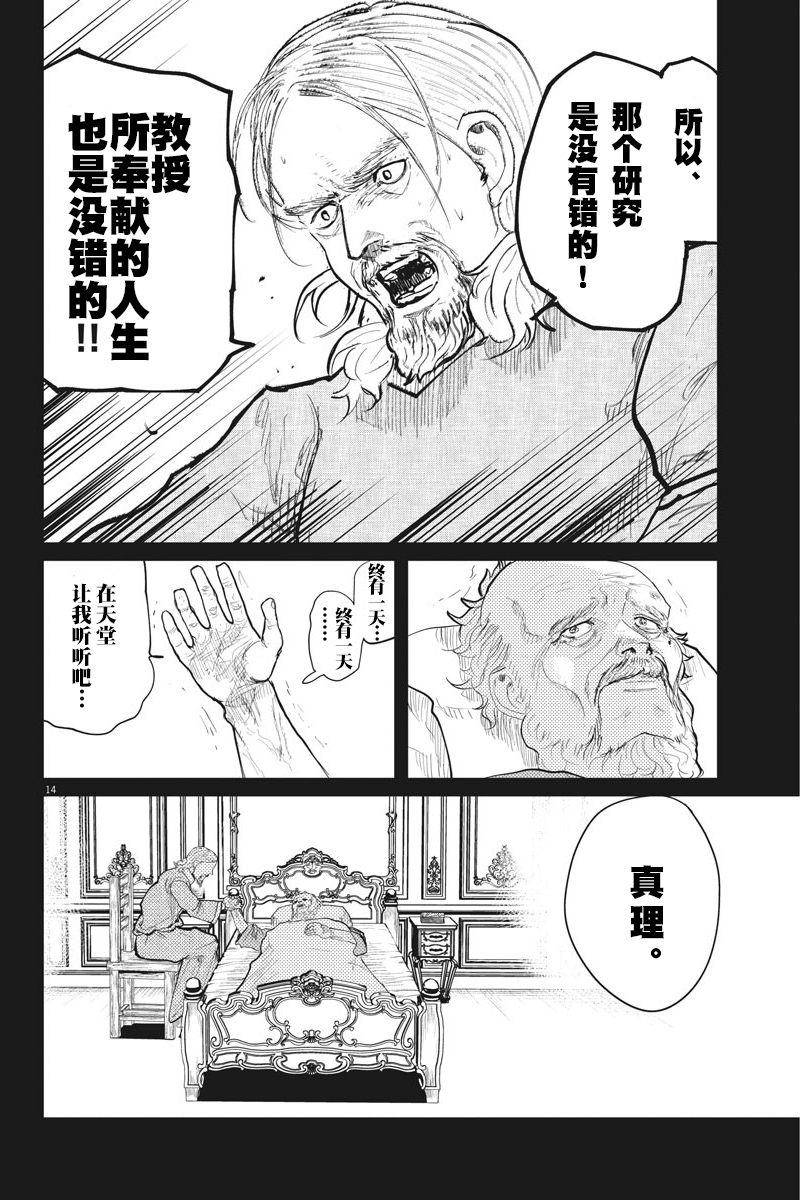 所以、
那个研究
是没有错的！
教授
所奉献的人生
也是没错的！！
终有一天…
终有一天
……
在天堂
让我听听吧…
14
真理。